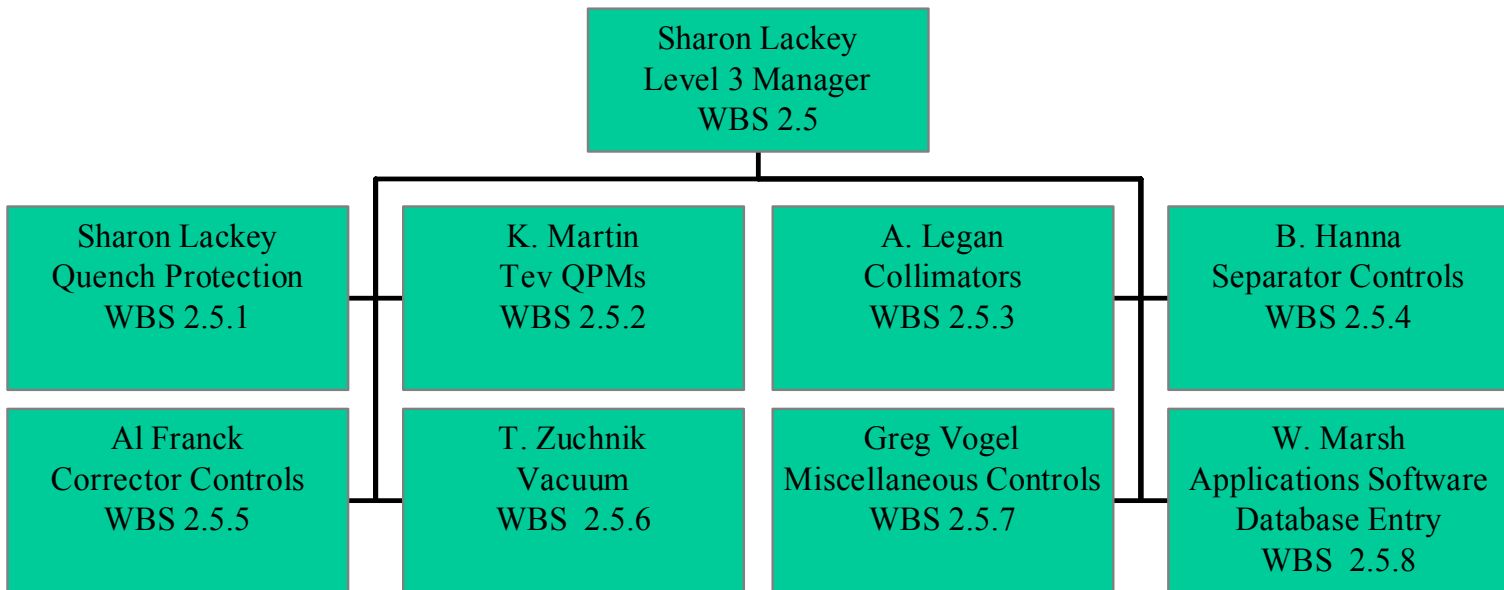 Sharon Lackey
Level 3 Manager
WBS 2.5
Sharon Lackey
Quench Protection
WBS 2.5.1
K. Martin
Tev QPMs
WBS 2.5.2
A. Legan
Collimators
WBS 2.5.3
B. Hanna
Separator Controls
WBS 2.5.4
Al Franck
Corrector Controls
WBS 2.5.5
T. Zuchnik
Vacuum
WBS 2.5.6
Greg Vogel
Miscellaneous Controls
WBS 2.5.7
W. Marsh
Applications Software
Database Entry
WBS 2.5.8